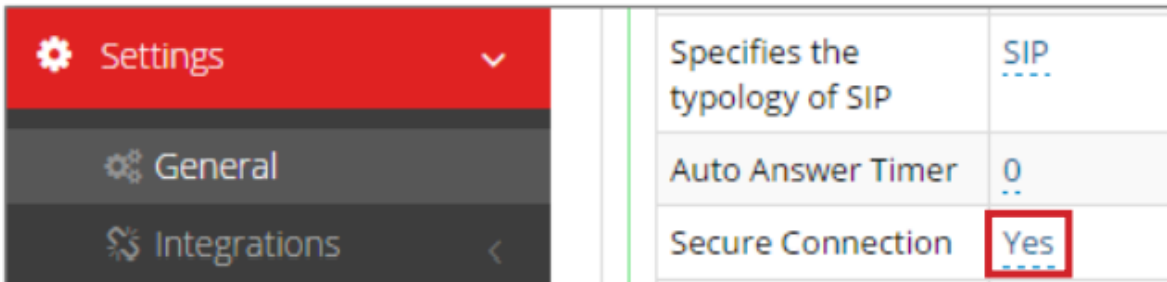 Settings
General
Integrations
Specifies the
typology of SIP
SIP
Auto Answer Timer
0
Secure Connection
Yes